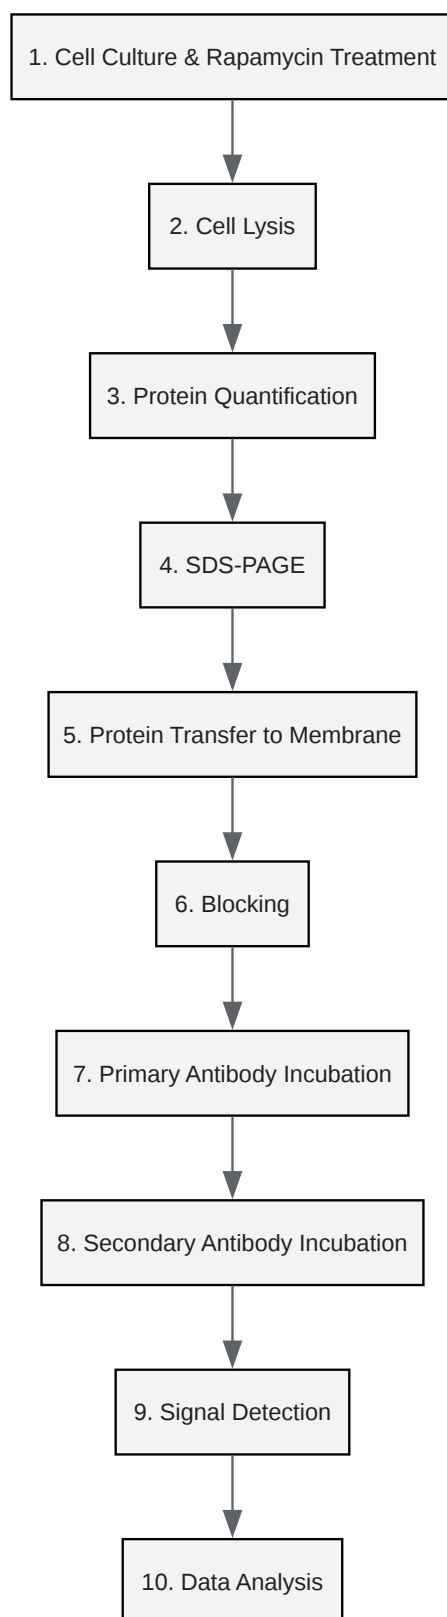 1. Cell Culture & Rapamycin Treatment
2. Cell Lysis
3. Protein Quantification
4. SDS-PAGE
5. Protein Transfer to Membrane
6. Blocking
7. Primary Antibody Incubation
8. Secondary Antibody Incubation
9. Signal Detection
10. Data Analysis